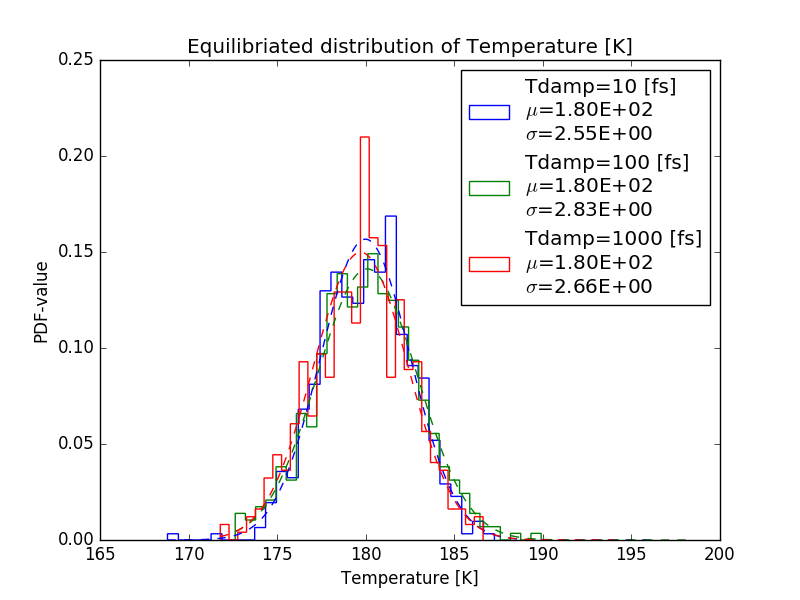 Equilibriated distribution of Temperature [K]
0.25
0.20
0.15
0.10
0.05
0.00
PDF-value
Tdamp=10 [fs]
μ=1.80E+02
σ=2.55E+00
Tdamp=100 [fs]
μ=1.80E+02
σ=2.83E+00
Tdamp=1000 [fs]
μ=1.80E+02
σ=2.66E+00
165 170 175 180 185 190 195 200
Temperature [K]